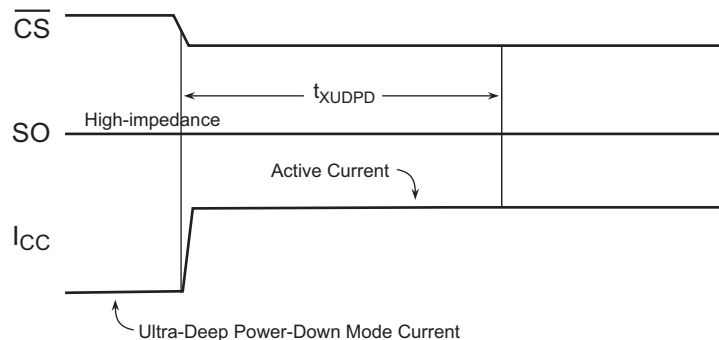 CS
tXUDPD
High-impedance
SO
Active Current
ICC
Ultra-Deep Power-Down Mode Current